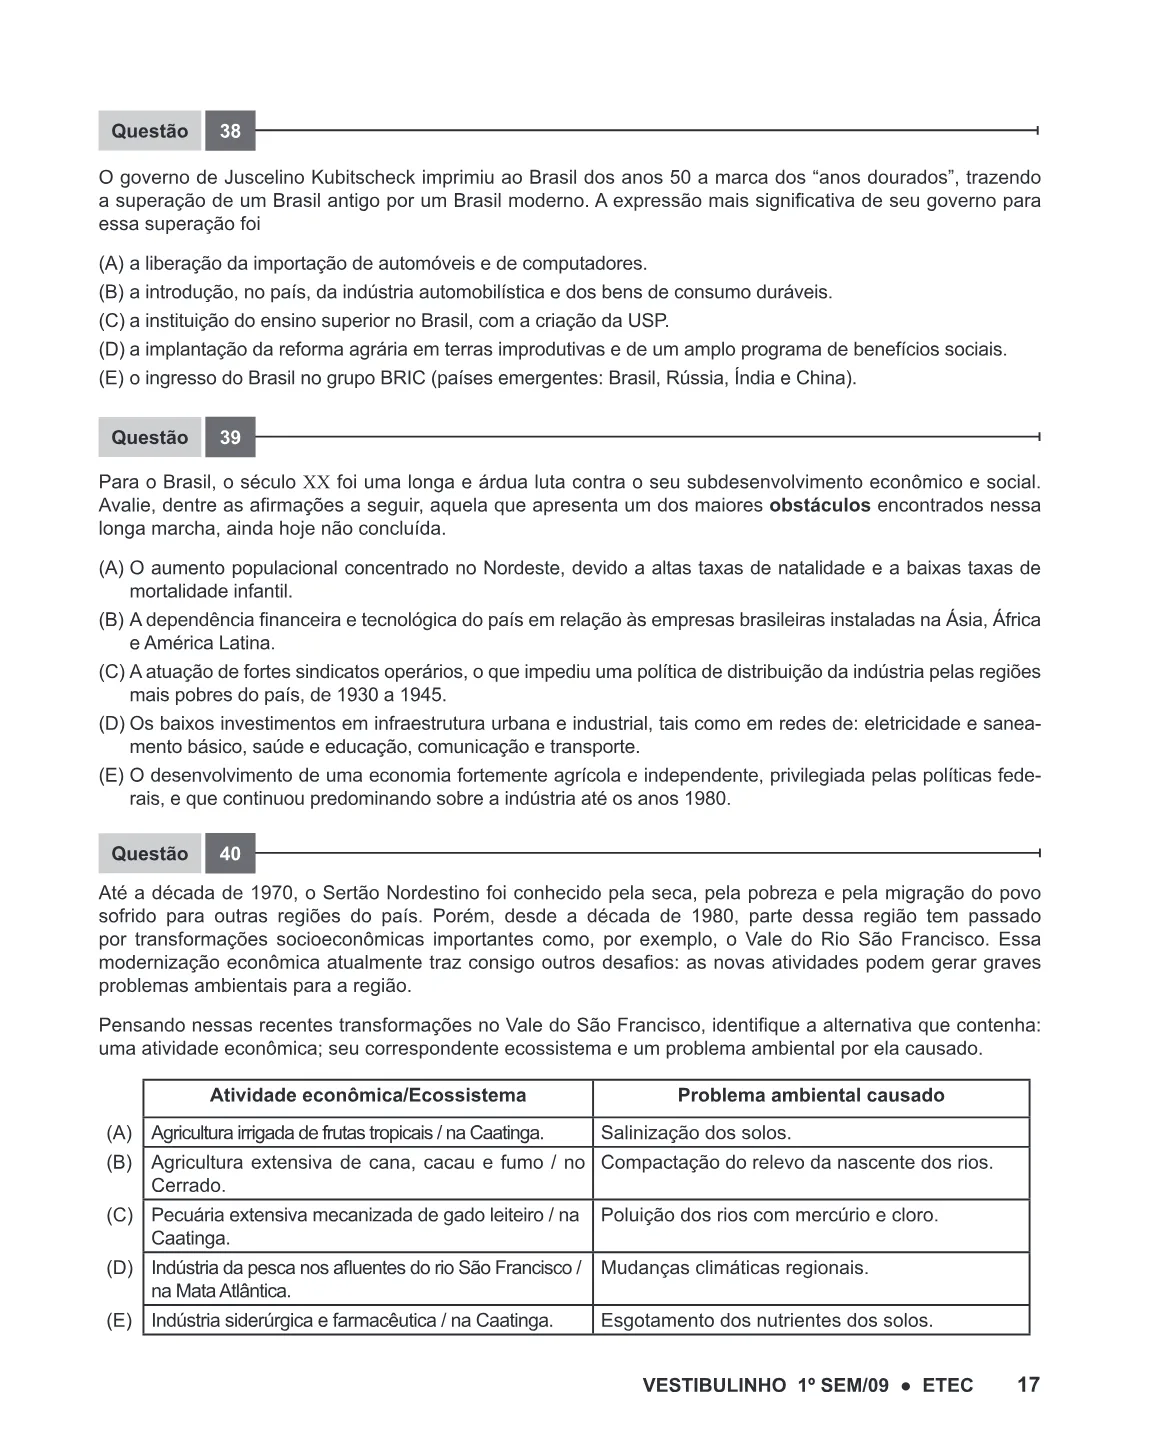 Questão 38
O governo de Juscelino Kubitscheck imprimiu ao Brasil dos anos 50 a marca dos “anos dourados”, trazendo
a superação de um Brasil antigo por um Brasil moderno. A expressão mais significativa de seu governo para
essa superação foi
(A) a liberação da importação de automóveis e de computadores.
(B) a introdução, no país, da indústria automobilística e dos bens de consumo duráveis.
(C) a instituição do ensino superior no Brasil, com a criação da USP.
(D) a implantação da reforma agrária em terras improdutivas e de um amplo programa de benefícios sociais.
(E) o ingresso do Brasil no grupo BRIC (países emergentes: Brasil, Rússia, Índia e China).
Questão 39
Para o Brasil, o século XX foi uma longa e árdua luta contra o seu subdesenvolvimento econômico e social.
Avalie, dentre as afirmações a seguir, aquela que apresenta um dos maiores obstáculos encontrados nessa
longa marcha, ainda hoje não concluída.
(A) O aumento populacional concentrado no Nordeste, devido a altas taxas de natalidade e a baixas taxas de
mortalidade infantil.
(B) A dependência financeira e tecnológica do país em relação às empresas brasileiras instaladas na Ásia, África
e América Latina.
(C) A atuação de fortes sindicatos operários, o que impediu uma política de distribuição da indústria pelas regiões
mais pobres do país, de 1930 a 1945.
(D) Os baixos investimentos em infraestrutura urbana e industrial, tais como em redes de: eletricidade e sanea-
mento básico, saúde e educação, comunicação e transporte.
(E) O desenvolvimento de uma economia fortemente agrícola e independente, privilegiada pelas políticas fede-
rais, e que continuou predominando sobre a indústria até os anos 1980.
Questão 40
Até a década de 1970, o Sertão Nordestino foi conhecido pela seca, pela pobreza e pela migração do povo
sofrido para outras regiões do país. Porém, desde a década de 1980, parte dessa região tem passado
por transformações socioeconômicas importantes como, por exemplo, o Vale do Rio São Francisco. Essa
modernização econômica atualmente traz consigo outros desafios: as novas atividades podem gerar graves
problemas ambientais para a região.
Pensando nessas recentes transformações no Vale do São Francisco, identifique a alternativa que contenha:
uma atividade econômica; seu correspondente ecossistema e um problema ambiental por ela causado.
Atividade econômica/Ecossistema Problema ambiental causado
(A) Agricultura irrigada de frutas tropicais / na Caatinga. Salinização dos solos.
(B) Agricultura extensiva de cana, cacau e fumo / no Compactação do relevo da nascente dos rios.
Cerrado.
(C) Pecuária extensiva mecanizada de gado leiteiro / na Poluição dos rios com mercúrio e cloro.
Caatinga.
(D) Indústria da pesca nos afluentes do rio São Francisco / Mudanças climáticas regionais.
na Mata Atlântica.
(E) Indústria siderúrgica e farmacêutica / na Caatinga. Esgotamento dos nutrientes dos solos.
VESTIBULINHO 1º SEM/09 ● ETEC 17